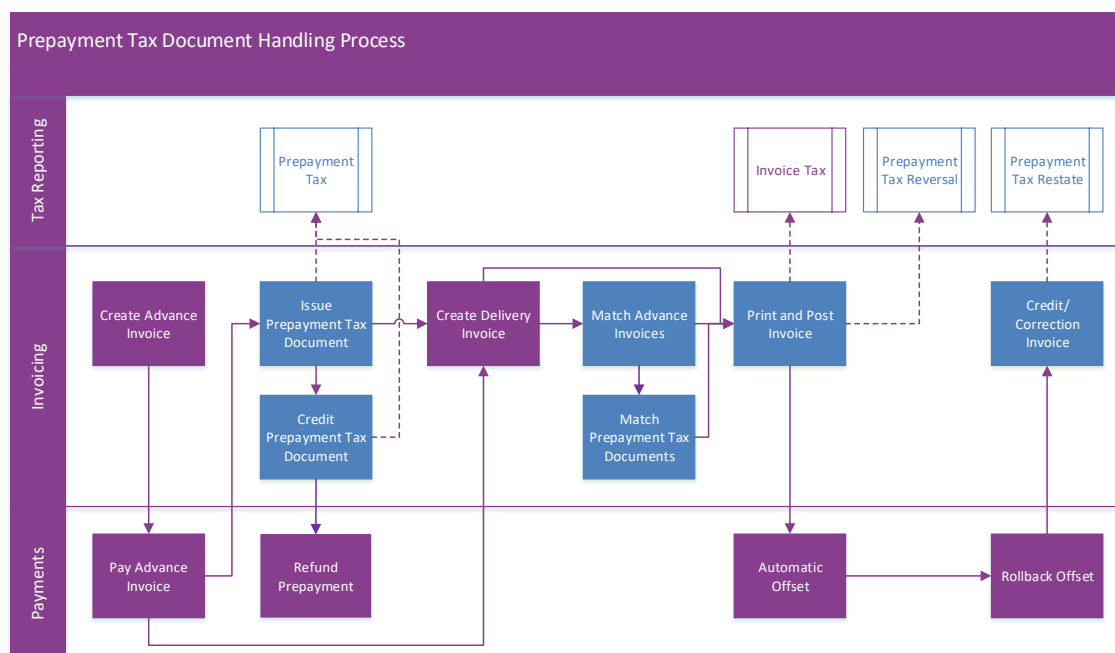 Prepayment Tax Document Handling Process
Tax Reporting
Prepayment
Tax
Invoice Tax
Prepayment
Tax Reversal
Prepayment
Tax Restate
Invoicing
Create Advance
Invoice
Issue
Prepayment Tax
Document
Create Delivery
Invoice
Match Advance
Invoices
Print and Post
Invoice
Credit/
Correction
Invoice
Credit
Prepayment Tax
Document
Match
Prepayment Tax
Documents
Payments
Pay Advance
Invoice
Refund
Prepayment
Automatic
Offset
Rollback Offset